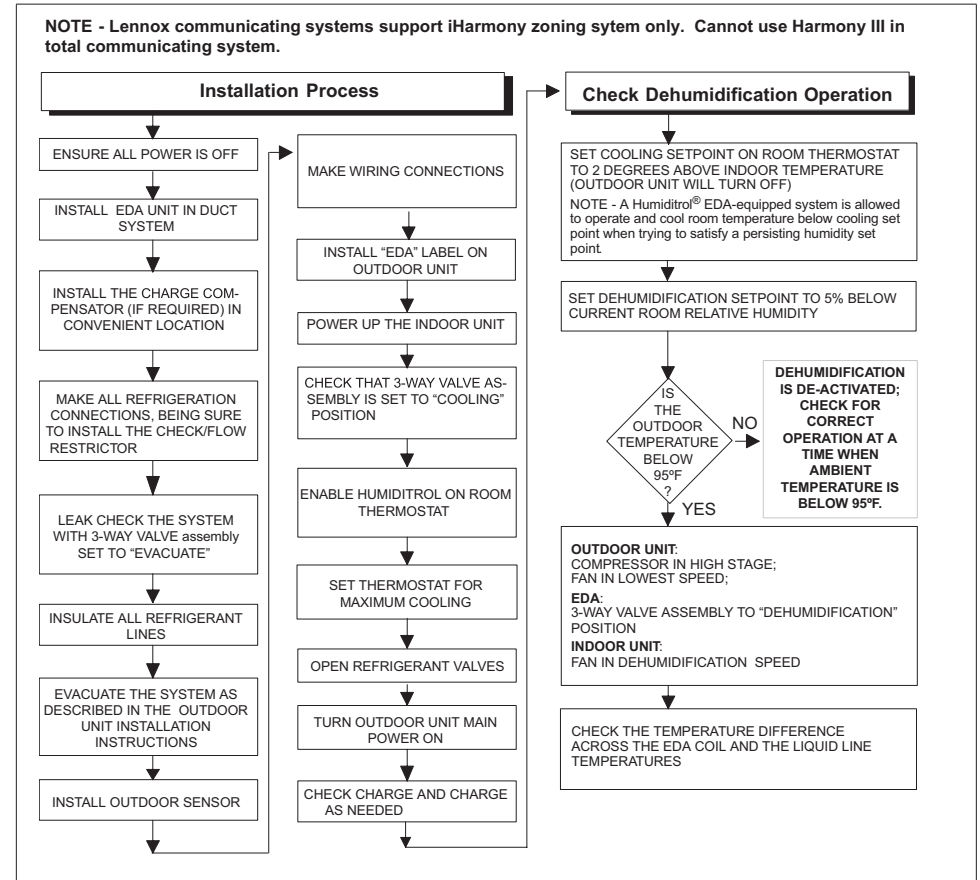 NOTE - Lennox communicating systems support iHarmony zoning sytem only. Cannot use Harmony III in
total communicating system.
Installation Process
ENSURE ALL POWER IS OFF
INSTALL EDA UNIT IN DUCT
SYSTEM
INSTALL THE CHARGE COM-
PENSATOR (IF REQUIRED) IN
CONVENIENT LOCATION
MAKE ALL REFRIGERATION
CONNECTIONS, BEING SURE
TO INSTALL THE CHECK/FLOW
RESTRICTOR
LEAK CHECK THE SYSTEM
WITH 3-WAY VALVE assembly
SET TO “EVACUATE”
INSULATE ALL REFRIGERANT
LINES
EVACUATE THE SYSTEM AS
DESCRIBED IN THE OUTDOOR
UNIT INSTALLATION
INSTRUCTIONS
INSTALL OUTDOOR SENSOR
MAKE WIRING CONNECTIONS
INSTALL “EDA” LABEL ON
OUTDOOR UNIT
POWER UP THE INDOOR UNIT
CHECK THAT 3-WAY VALVE AS-
SEMBLY IS SET TO “COOLING”
POSITION
ENABLE HUMIDITROL ON ROOM
THERMOSTAT
SET THERMOSTAT FOR
MAXIMUM COOLING
OPEN REFRIGERANT VALVES
TURN OUTDOOR UNIT MAIN
POWER ON
CHECK CHARGE AND CHARGE
AS NEEDED
Check Dehumidification Operation
SET COOLING SETPOINT ON ROOM THERMOSTAT
TO 2 DEGREES ABOVE INDOOR TEMPERATURE
(OUTDOOR UNIT WILL TURN OFF)
NOTE - A Humiditrol® EDA-equipped system is allowed
to operate and cool room temperature below cooling set
point when trying to satisfy a persisting humidity set
point.
SET DEHUMIDIFICATION SETPOINT TO 5% BELOW
CURRENT ROOM RELATIVE HUMIDITY
IS
THE
OUTDOOR
TEMPERATURE
BELOW
95ºF
?
NO
DEHUMIDIFICATION
IS DE-ACTIVATED;
CHECK FOR
CORRECT
OPERATION AT A
TIME WHEN
AMBIENT
TEMPERATURE IS
BELOW 95ºF.
YES
OUTDOOR UNIT:
COMPRESSOR IN HIGH STAGE;
FAN IN LOWEST SPEED;
EDA:
3-WAY VALVE ASSEMBLY TO “DEHUMIDIFICATION”
POSITION
INDOOR UNIT:
FAN IN DEHUMIDIFICATION SPEED
CHECK THE TEMPERATURE DIFFERENCE
ACROSS THE EDA COIL AND THE LIQUID LINE
TEMPERATURES